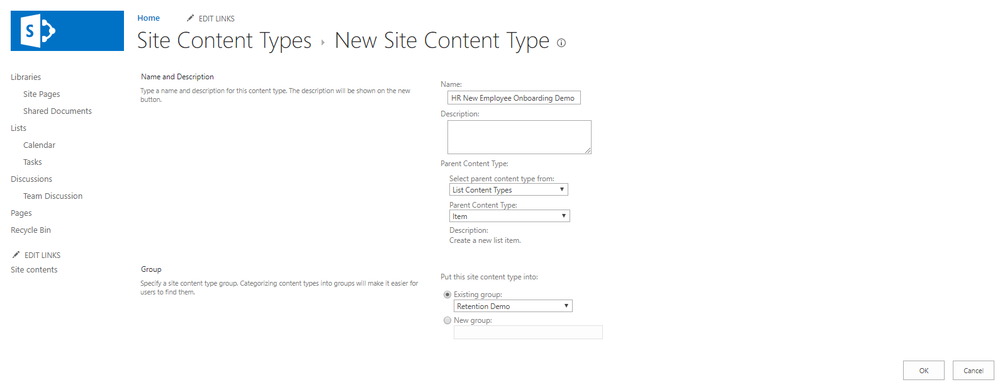 S
Home
EDIT LINKS
Site Content Types
New Site Content Type
Libraries
Site Pages
Shared Documents
Lists
Calendar
Tasks
Discussions
Team Discussion
Pages
Recycle Bin
EDIT LINKS
Site contents
Name and Description
Type a name and description for this content type. The description will be shown on the new
button.
Name:
HR New Employee Onboarding Demo
Description:
Parent Content Type:
Select parent content type from:
List Content Types
Parent Content Type:
Item
Description:
Create a new list item.
Group
Specify a site content type group. Categorizing content types into groups will make it easier for
users to find them.
Put this site content type into:
Existing group:
Retention Demo
New group:
OK
Cancel